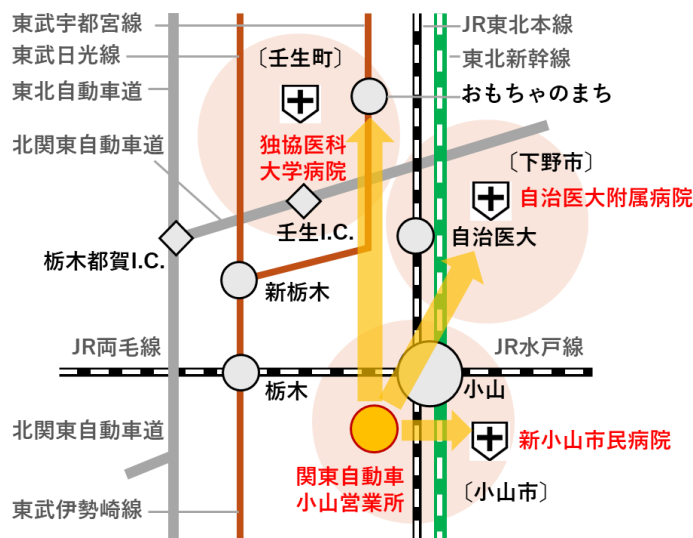 東武宇都宮線
JR東北本線
東武日光線
〔壬生町〕
東北新幹線
東北自動車道
おもちゃのまち
北関東自動車道
独協医科
大学病院
〔下野市〕
自治医大附属病院
壬生I.C.
自治医大
栃木都賀I.C.
新栃木
JR両毛線
JR水戸線
栃木
小山
北関東自動車道
新小山市民病院
関東自動車
小山営業所
〔小山市〕
東武伊勢崎線